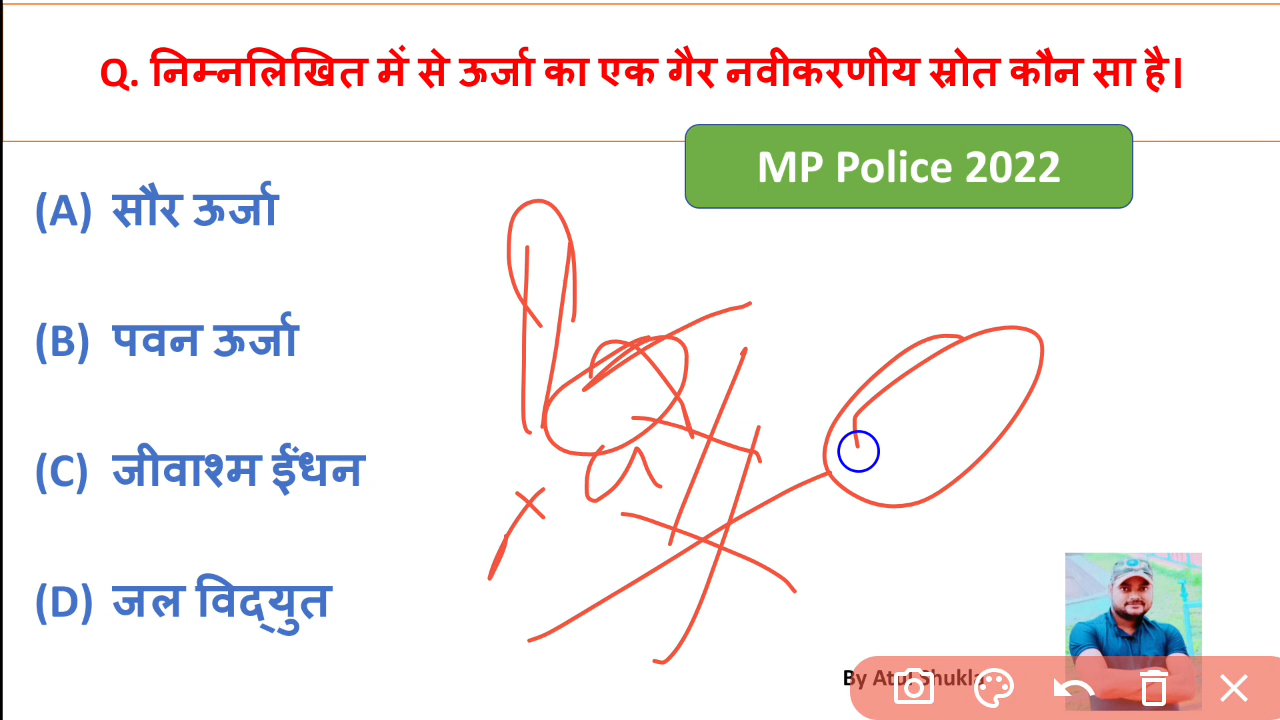 Q. निम्नलिखित में से ऊर्जा का एक गैर नवीकरणीय स्रोत कौन सा है।
MP Police 2022
(A) सौर ऊर्जा
(B) पवन ऊर्जा
(C) जीवाश्म ईंधन
(D) जल विद्युत
By Atul Shukla